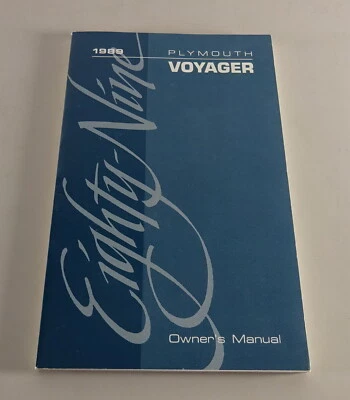 1989
PLYMOUTH
VOYAGER
Eighty-Nine
Owner's Manual